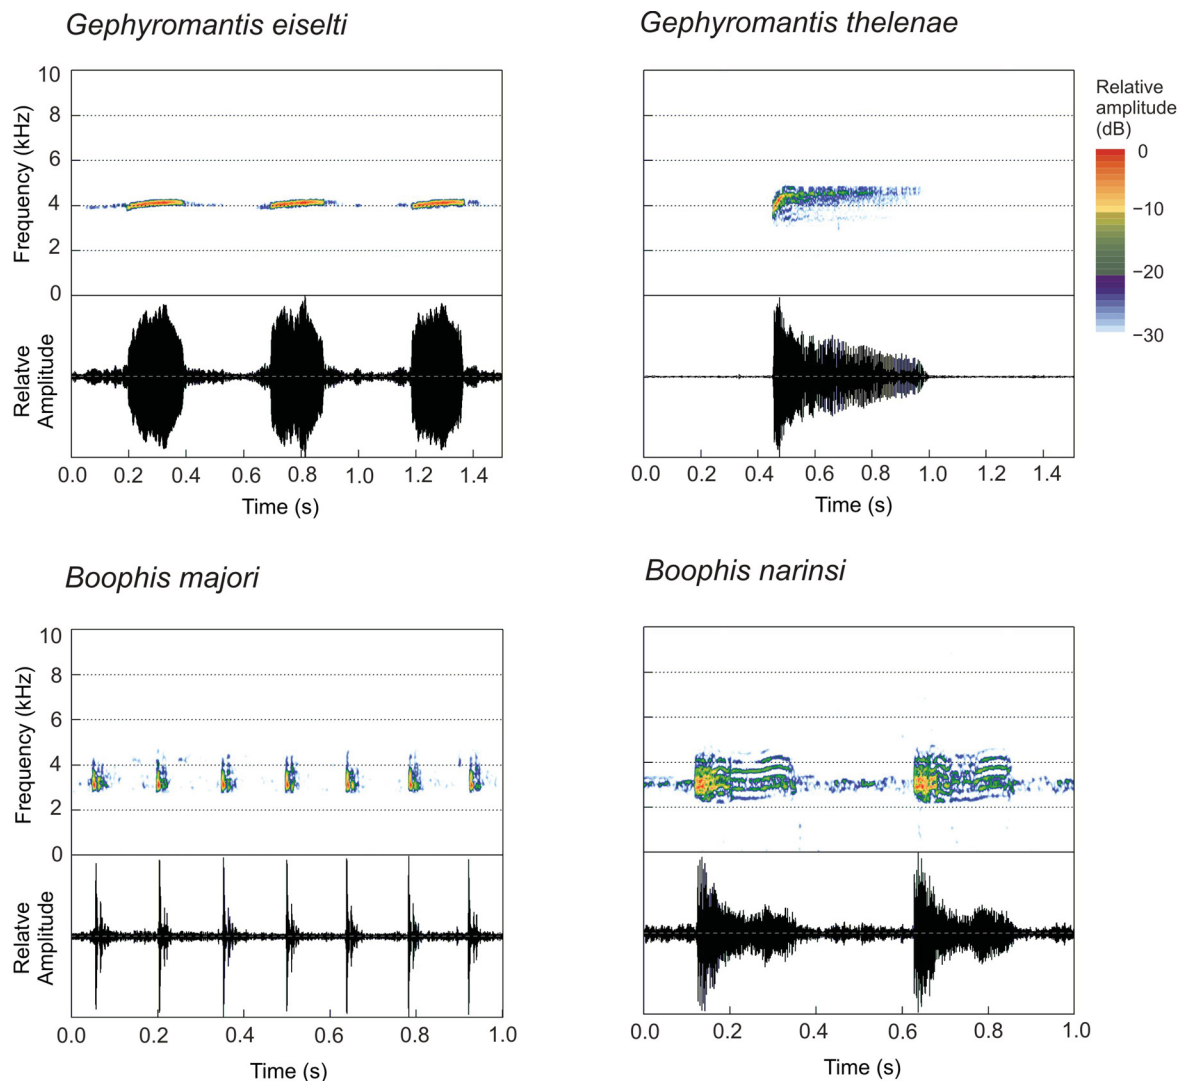 Gephyromantis eiselti
Gephyromantis thelenae
10
8
6
4
2
0
Frequency (kHz)
Relatve
Amplitude
0.0 0.2 0.4 0.6 0.8 1.0 1.2 1.4
Time (s)
0.0 0.2 0.4 0.6 0.8 1.0 1.2 1.4
Time (s)
Relative
amplitude
(dB)
0
−10
−20
−30
Boophis majori
Boophis narinsi
10
8
6
4
2
0
Frequency (kHz)
Relatve
Amplitude
0.0 0.2 0.4 0.6 0.8 1.0
Time (s)
0.0 0.2 0.4 0.6 0.8 1.0
Time (s)